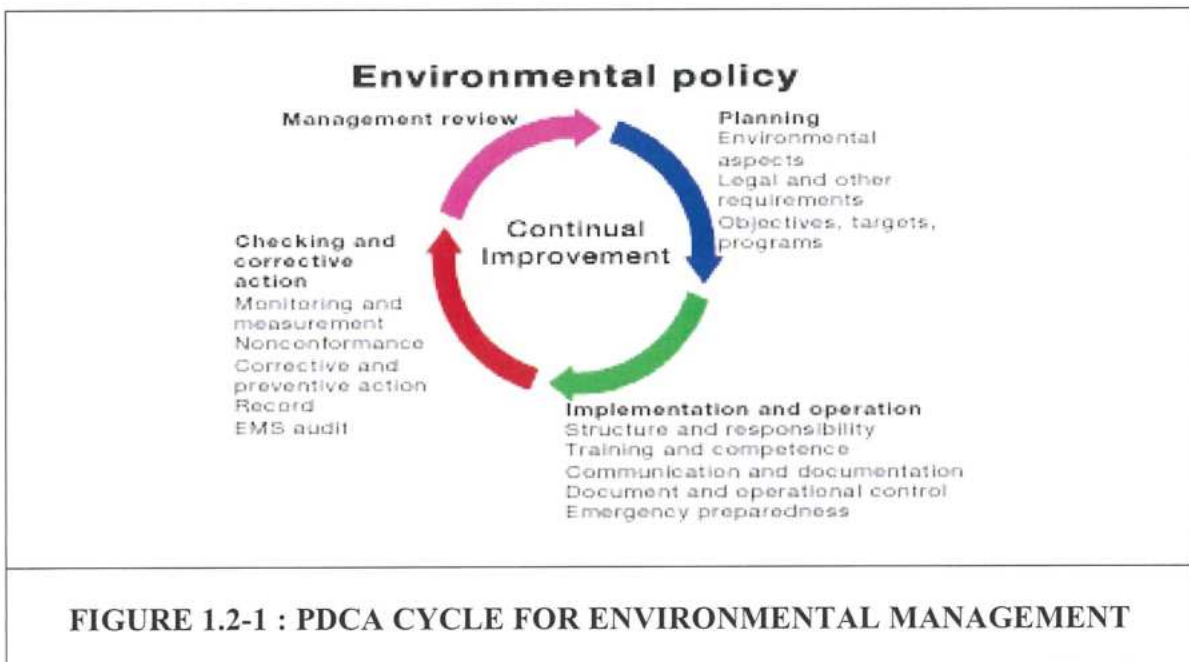 Environmental policy
Management review
Planning
Environmental
aspects
Legal and other
requirements
Objectives, targets,
programs
Continual
Improvement
Checking and
corrective
action
Monitoring and
measurement
Nonconformance
Corrective and
preventive action
Record
EMS audit
Implementation and operation
Structure and responsibility
Training and competence
Communication and documentation
Document and operational control
Emergency preparedness
FIGURE 1.2-1 : PDCA CYCLE FOR ENVIRONMENTAL MANAGEMENT